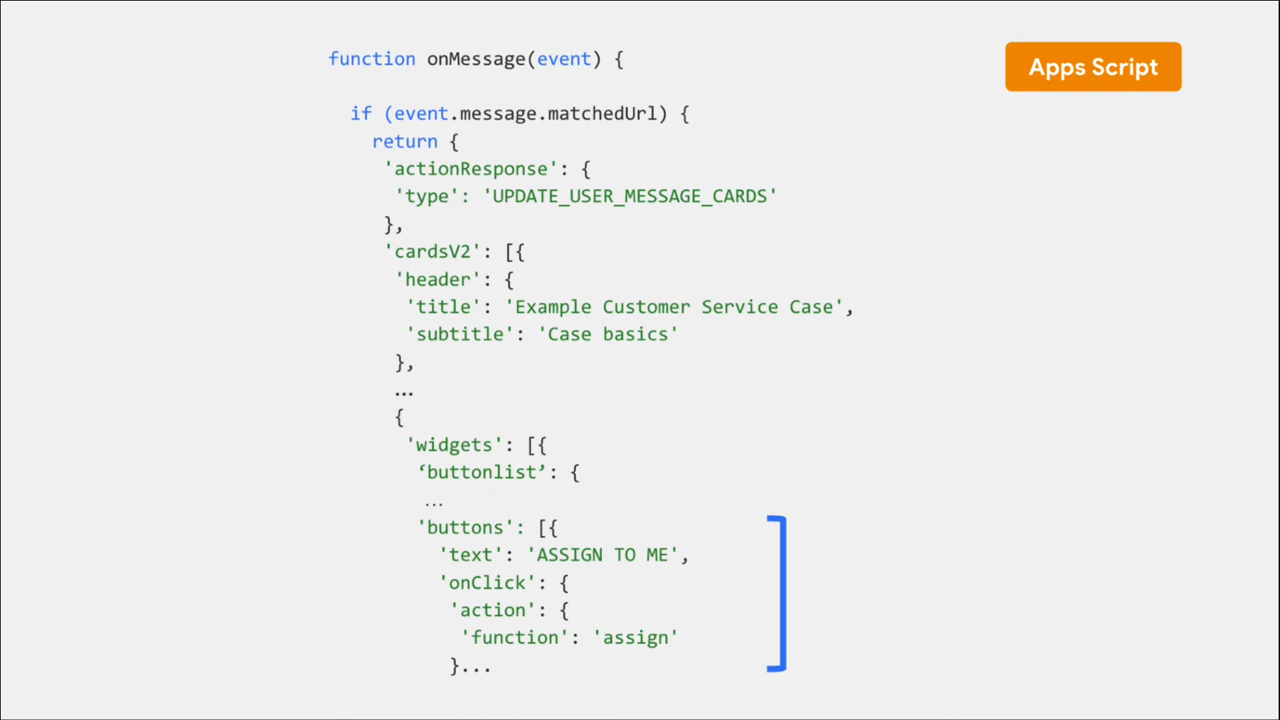 function onMessage(event) {
Apps Script
if (event.message.matchedUrl) {
return {
'actionResponse': {
'type': 'UPDATE_USER_MESSAGE_CARDS'
},
'cardsV2': [{
'header': {
'title': 'Example Customer Service Case',
'subtitle': 'Case basics'
},
...
{
'widgets': [{
‘buttonlist’: {
...
'buttons': [{
'text': 'ASSIGN TO ME',
'onClick': {
'action': {
'function': 'assign'
}...